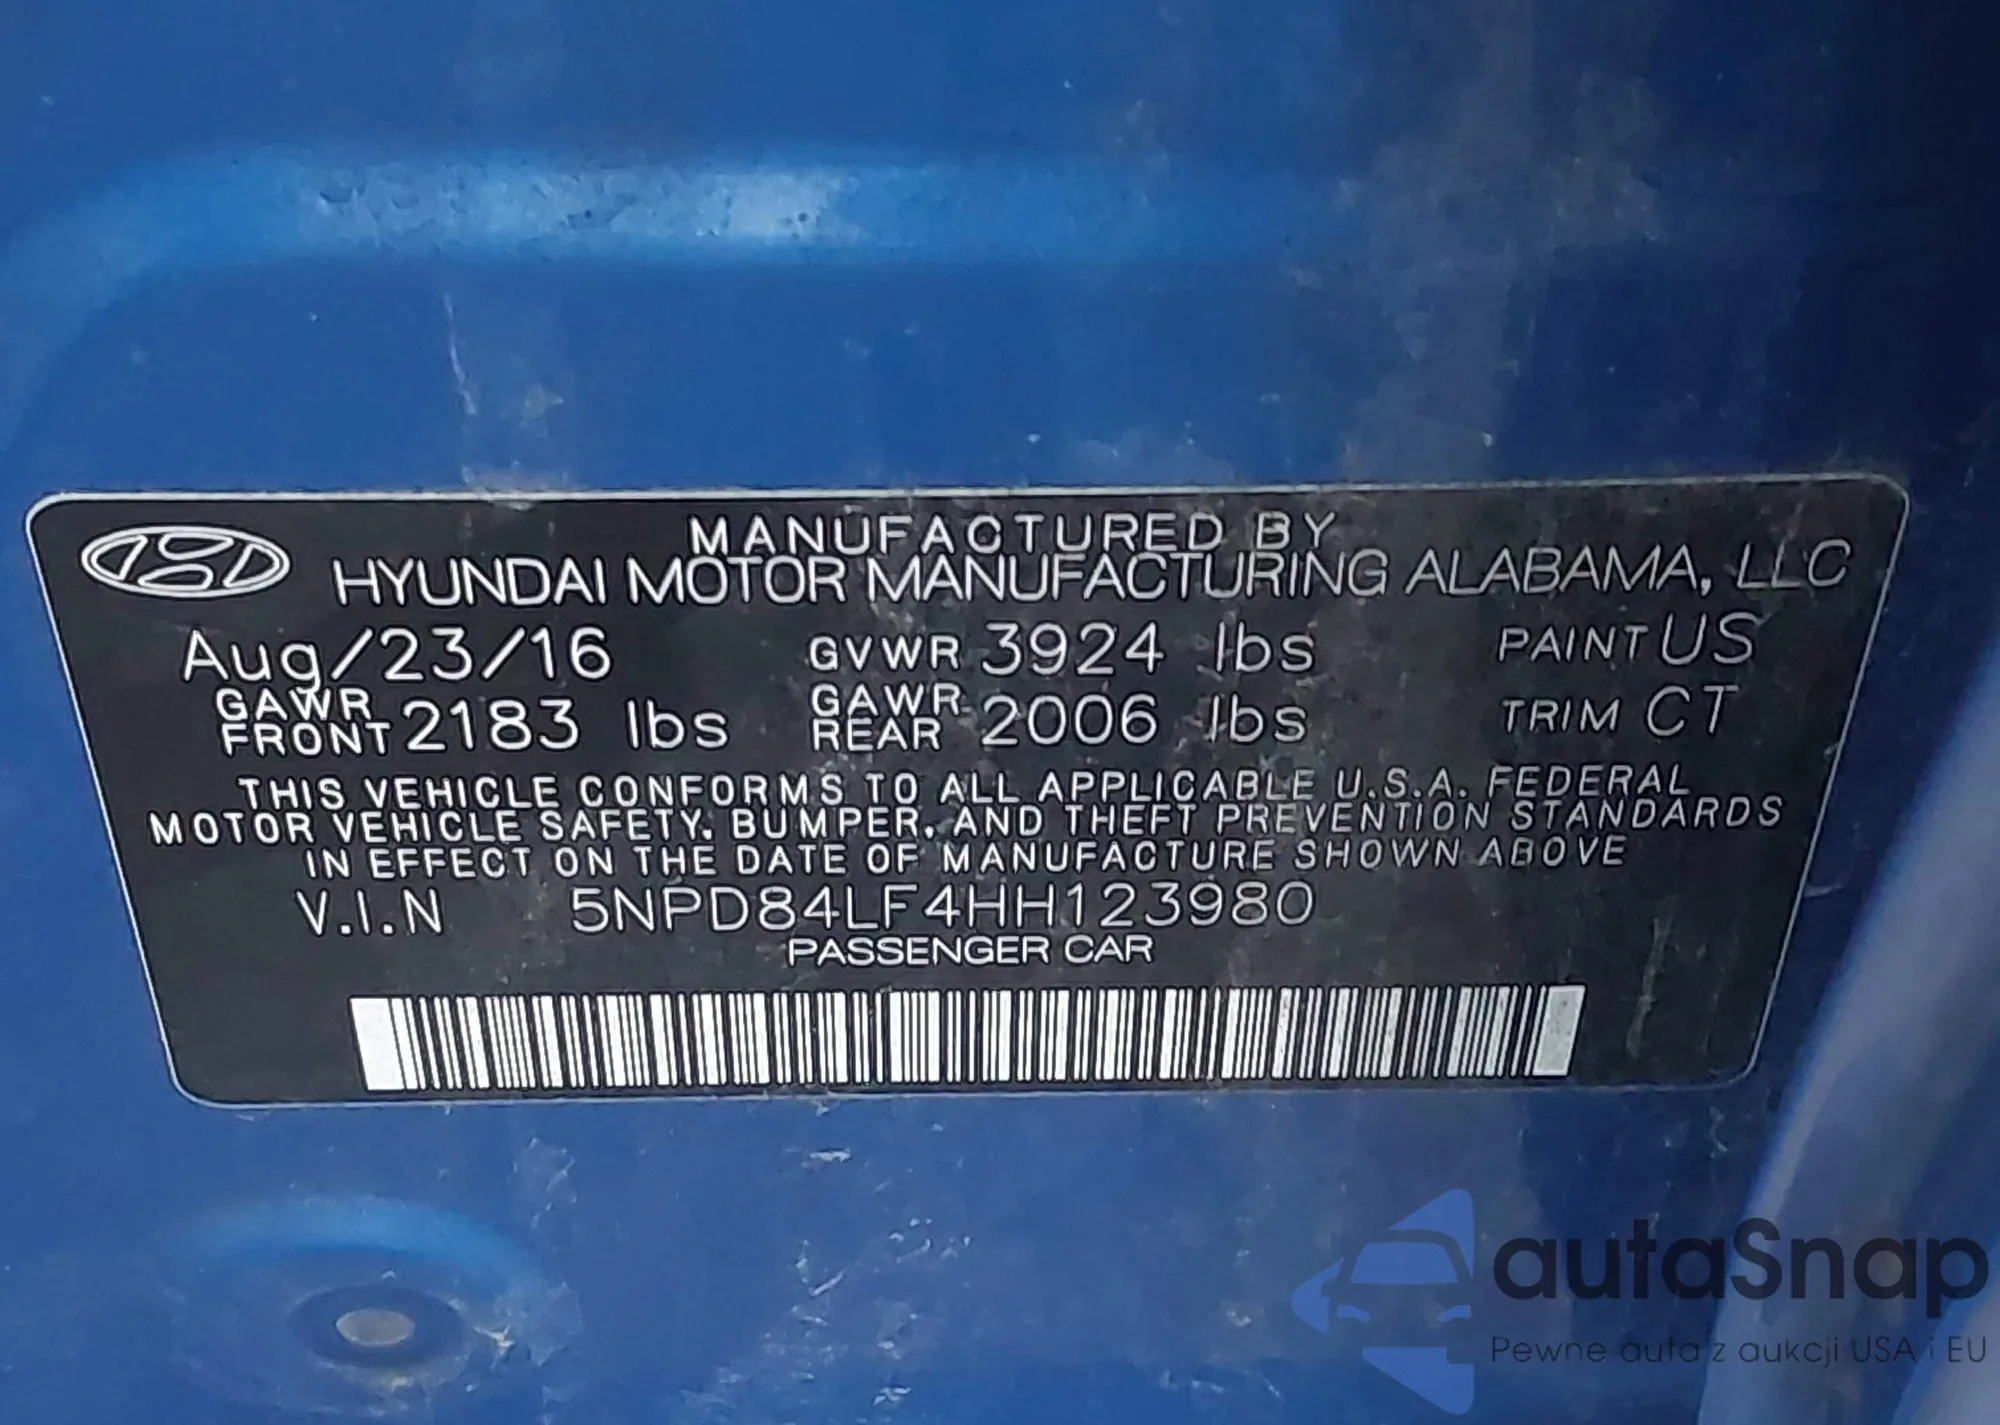 MANUFACTURED BY
HYUNDAI MOTOR MANUFACTURING ALABAMA, LLC
Aug/23/16 GVWR 3924 lbs PAINT US
GAWR FRONT 2183 lbs GAWR REAR 2006 lbs TRIM CT
THIS VEHICLE CONFORMS TO ALL APPLICABLE U.S.A. FEDERAL
MOTOR VEHICLE SAFETY, BUMPER, AND THEFT PREVENTION STANDARDS
IN EFFECT ON THE DATE OF MANUFACTURE SHOWN ABOVE
V.I.N 5NPD84LF4HH123980
PASSENGER CAR
autaSnap
Pewne auta z aukcji USA i EU